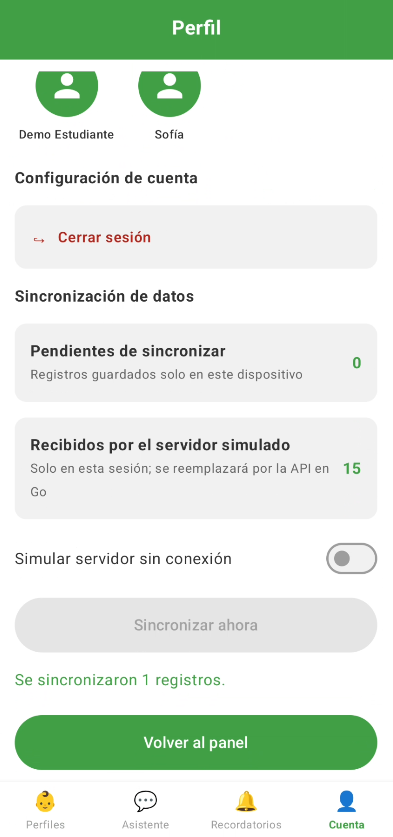 Perfil
Demo Estudiante
Sofía
Configuración de cuenta
Cerrar sesión
Sincronización de datos
Pendientes de sincronizar
Registros guardados solo en este dispositivo
0
Recibidos por el servidor simulado
Solo en esta sesión; se reemplazará por la API en
Go
15
Simular servidor sin conexión
Sincronizar ahora
Se sincronizaron 1 registros.
Volver al panel
Perfiles
Asistente
Recordatorios
Cuenta